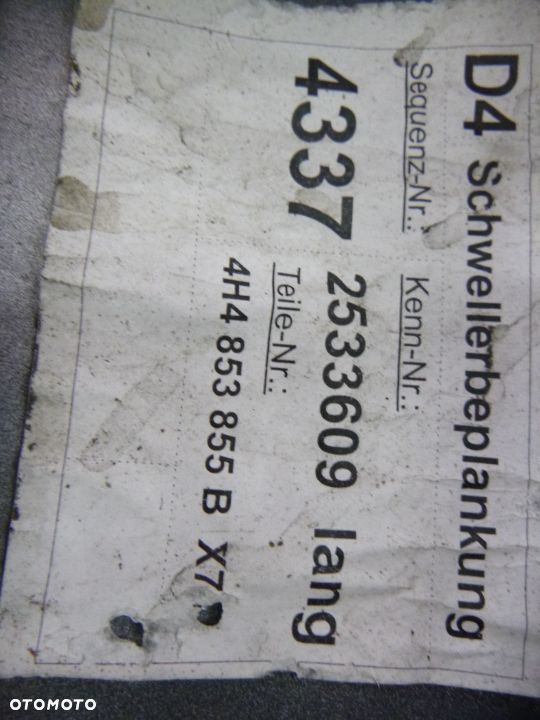 D4 Schwellerbeplankung
Sequenz-Nr.: Kenn-Nr.:
4337 2533609 lang
Teile-Nr.:
4H4 853 855 B X7
OTOMOTO